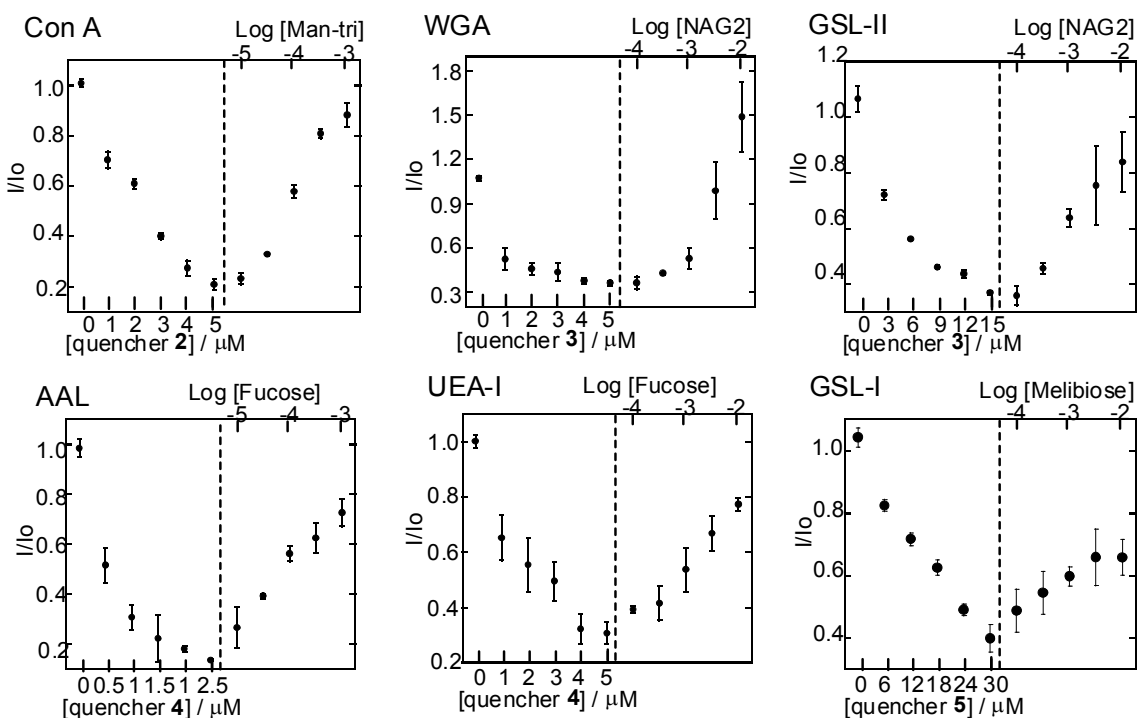 Con A
Log [Man-tri]
-5 -4 -3
1.0
0.8
0.6
0.4
0.2
I/Io
0 1 2 3 4 5
[quencher 2] / μM
WGA
Log [NAG2]
-4 -3 -2
1.8
1.5
1.2
0.9
0.6
0.3
I/Io
0 1 2 3 4 5
[quencher 3] / μM
GSL-II
Log [NAG2]
-4 -3 -2
1.2
1.0
0.8
0.6
0.4
I/Io
0 3 6 9 12 15
[quencher 3] / μM
AAL
Log [Fucose]
-5 -4 -3
1.0
0.8
0.6
0.4
0.2
I/Io
0 0.5 1 1.5 1 2.5
[quencher 4] / μM
UEA-I
Log [Fucose]
-4 -3 -2
1.0
0.8
0.6
0.4
0.2
I/Io
0 1 2 3 4 5
[quencher 4] / μM
GSL-I
Log [Melibiose]
-4 -3 -2
1.0
0.8
0.6
0.4
I/Io
0 6 12 18 24 30
[quencher 5] / μM